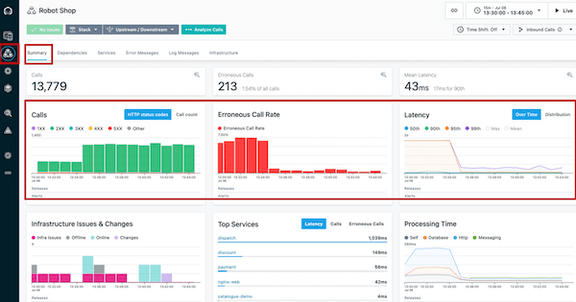 Robot Shop
15m - Jul 08
13:30:00 - 13:45:00
Live
No Issues
Stack
Upstream / Downstream
Analyze Calls
Time Shift: Off
Inbound Calls
Summary
Dependencies
Services
Error Messages
Log Messages
Infrastructure
Calls
13,779
Erroneous Calls
213 1.54% of all calls
Mean Latency
43ms 17ms for 90th
Calls
HTTP status codes
Call count
1XX 2XX 3XX 4XX 5XX Other
1,400
Releases
Alerts
Erroneous Call Rate
Erroneous Call Rate
Releases
Alerts
Latency
Over Time
Distribution
50th 90th 95th 99th Max Mean
Releases
Alerts
Infrastructure Issues & Changes
Infra Issues Offline Online Changes
Releases
Top Services
Latency
Calls
Erroneous Calls
dispatch 1,039ms
discount 149ms
payment 56ms
nginx-web 42ms
catalogue-demo 4ms
Processing Time
Self Database Http Messaging
Releases